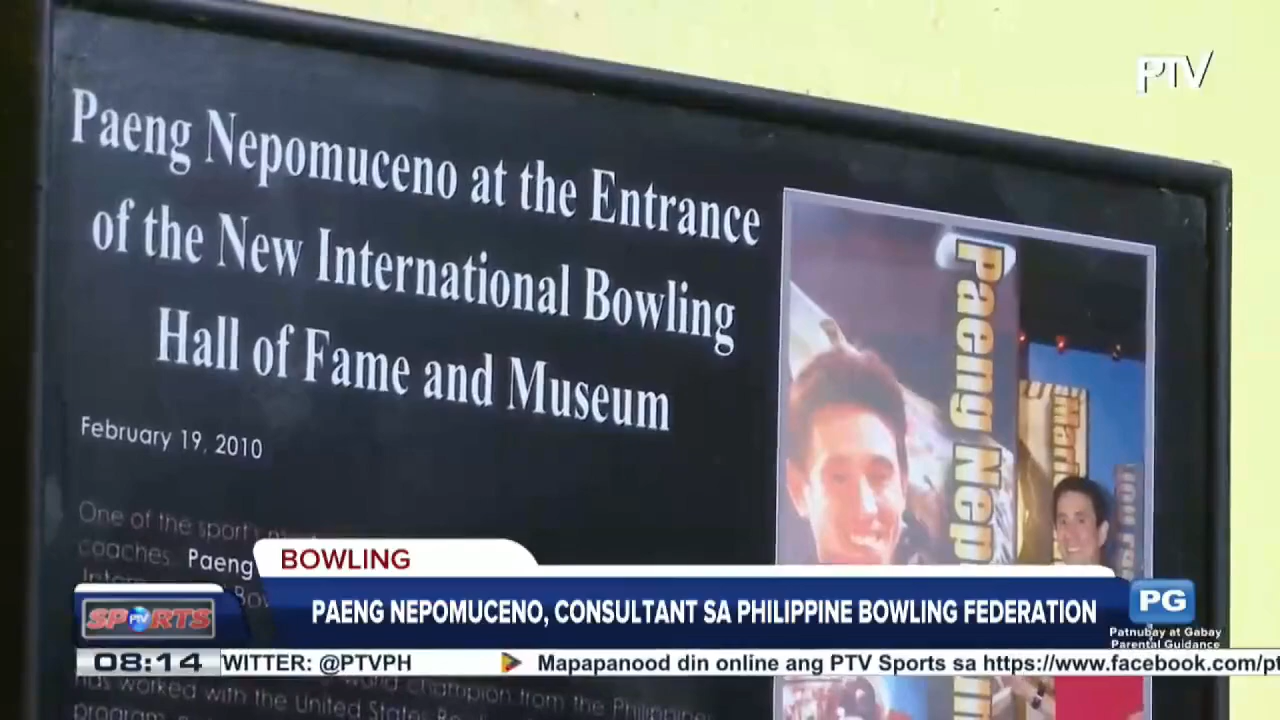 PTV
Paeng Nepomuceno at the Entrance
of the New International Bowling
Hall of Fame and Museum
February 19, 2010
One of the sport's
coaches Paeng
Paeng Nep
BOWLING
PAENG NEPOMUCENO, CONSULTANT SA PHILIPPINE BOWLING FEDERATION
PTV SPORTS
PG
Patnubay at Gabay
Parental Guidance
08:14 WITTER: @PTVPH Mapapanood din online ang PTV Sports sa https://www.facebook.com/pt
champion from the Philippine
has worked with the United States
program